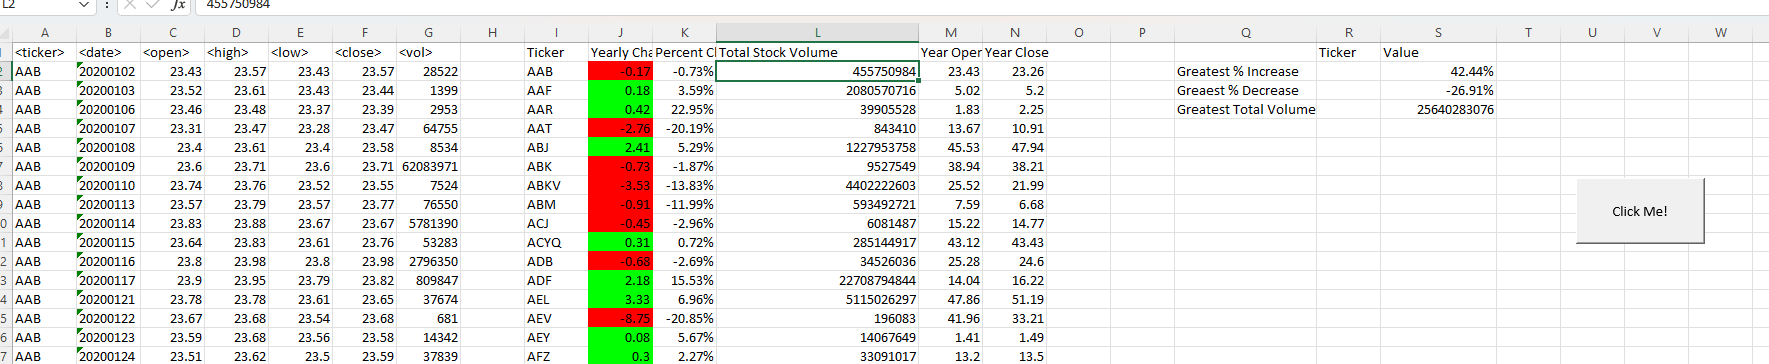 L2 fx 455750984
A B C D E F G H I J K L M N O P Q R S T U V W
<ticker> <date> <open> <high> <low> <close> <vol> Ticker Yearly Cha Percent C Total Stock Volume Year Oper Year Close Ticker Value
2 AAB 20200102 23.43 23.57 23.43 23.57 28522 AAB -0.17 -0.73% 455750984 23.43 23.26 Greatest % Increase 42.44%
3 AAB 20200103 23.52 23.61 23.43 23.44 1399 AAF 0.18 3.59% 2080570716 5.02 5.2 Greaest % Decrease -26.91%
4 AAB 20200106 23.46 23.48 23.37 23.39 2953 AAR 0.42 22.95% 39905528 1.83 2.25 Greatest Total Volume 25640283076
5 AAB 20200107 23.31 23.47 23.28 23.47 64755 AAT -2.76 -20.19% 843410 13.67 10.91
6 AAB 20200108 23.4 23.61 23.4 23.58 8534 ABJ 2.41 5.29% 1227953758 45.53 47.94
7 AAB 20200109 23.6 23.71 23.6 23.71 62083971 ABK -0.73 -1.87% 9527549 38.94 38.21
8 AAB 20200110 23.74 23.76 23.52 23.55 7524 ABKV -3.53 -13.83% 4402222603 25.52 21.99
9 AAB 20200113 23.57 23.79 23.57 23.77 76550 ABM -0.91 -11.99% 593492721 7.59 6.68
0 AAB 20200114 23.83 23.88 23.67 23.67 5781390 ACJ -0.45 -2.96% 6081487 15.22 14.77 Click Me!
1 AAB 20200115 23.64 23.83 23.61 23.76 53283 ACYQ 0.31 0.72% 285144917 43.12 43.43
2 AAB 20200116 23.8 23.98 23.8 23.98 2796350 ADB -0.68 -2.69% 34526036 25.28 24.6
3 AAB 20200117 23.9 23.95 23.79 23.82 809847 ADF 2.18 15.53% 22708794844 14.04 16.22
4 AAB 20200121 23.78 23.78 23.61 23.65 37674 AEL 3.33 6.96% 5115026297 47.86 51.19
5 AAB 20200122 23.67 23.68 23.54 23.68 681 AEV -8.75 -20.85% 196083 41.96 33.21
6 AAB 20200123 23.59 23.68 23.56 23.58 14342 AEY 0.08 5.67% 14067649 1.41 1.49
7 AAB 20200124 23.51 23.62 23.5 23.59 37839 AFZ 0.3 2.27% 33091017 13.2 13.5